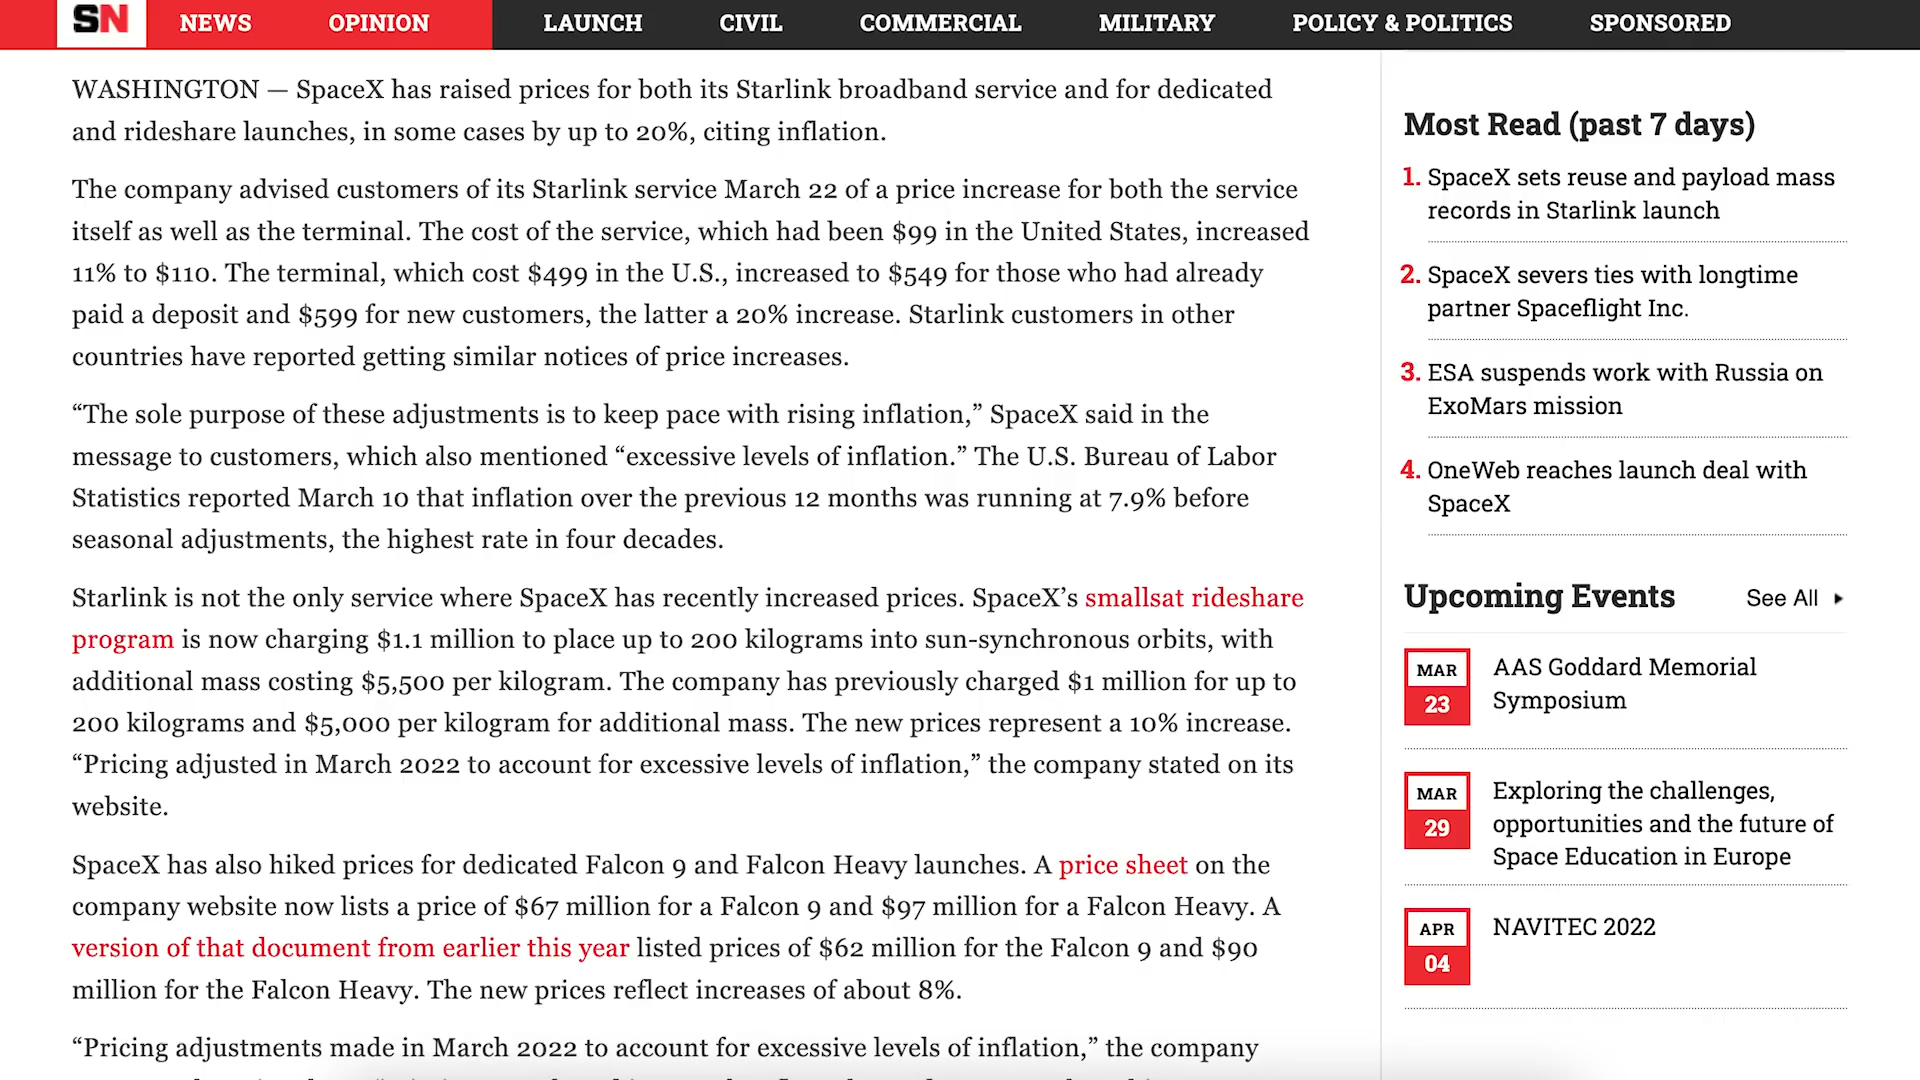 SN NEWS OPINION LAUNCH CIVIL COMMERCIAL MILITARY POLICY & POLITICS SPONSORED
WASHINGTON — SpaceX has raised prices for both its Starlink broadband service and for dedicated
and rideshare launches, in some cases by up to 20%, citing inflation.
The company advised customers of its Starlink service March 22 of a price increase for both the service
itself as well as the terminal. The cost of the service, which had been $99 in the United States, increased
11% to $110. The terminal, which cost $499 in the U.S., increased to $549 for those who had already
paid a deposit and $599 for new customers, the latter a 20% increase. Starlink customers in other
countries have reported getting similar notices of price increases.
“The sole purpose of these adjustments is to keep pace with rising inflation,” SpaceX said in the
message to customers, which also mentioned “excessive levels of inflation.” The U.S. Bureau of Labor
Statistics reported March 10 that inflation over the previous 12 months was running at 7.9% before
seasonal adjustments, the highest rate in four decades.
Starlink is not the only service where SpaceX has recently increased prices. SpaceX’s smallsat rideshare
program is now charging $1.1 million to place up to 200 kilograms into sun-synchronous orbits, with
additional mass costing $5,500 per kilogram. The company has previously charged $1 million for up to
200 kilograms and $5,000 per kilogram for additional mass. The new prices represent a 10% increase.
“Pricing adjusted in March 2022 to account for excessive levels of inflation,” the company stated on its
website.
SpaceX has also hiked prices for dedicated Falcon 9 and Falcon Heavy launches. A price sheet on the
company website now lists a price of $67 million for a Falcon 9 and $97 million for a Falcon Heavy. A
version of that document from earlier this year listed prices of $62 million for the Falcon 9 and $90
million for the Falcon Heavy. The new prices reflect increases of about 8%.
“Pricing adjustments made in March 2022 to account for excessive levels of inflation,” the company
Most Read (past 7 days)
1. SpaceX sets reuse and payload mass
records in Starlink launch
2. SpaceX severs ties with longtime
partner Spaceflight Inc.
3. ESA suspends work with Russia on
ExoMars mission
4. OneWeb reaches launch deal with
SpaceX
Upcoming Events See All
MAR
23
AAS Goddard Memorial
Symposium
MAR
29
Exploring the challenges,
opportunities and the future of
Space Education in Europe
APR
04
NAVITEC 2022